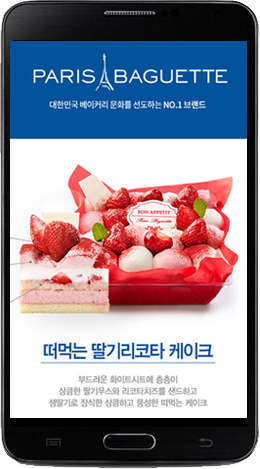 PARIS BAGUETTE
대한민국 베이커리 문화를 선도하는 NO.1 브랜드
BON APPETIT
Paris Baguette
떠먹는 딸기리코타 케이크
부드러운 화이트시트에 층층이
상큼한 딸기무스와 리코타치즈를 샌드하고
생딸기로 장식한 상큼하고 풍성한 떠먹는 케이크